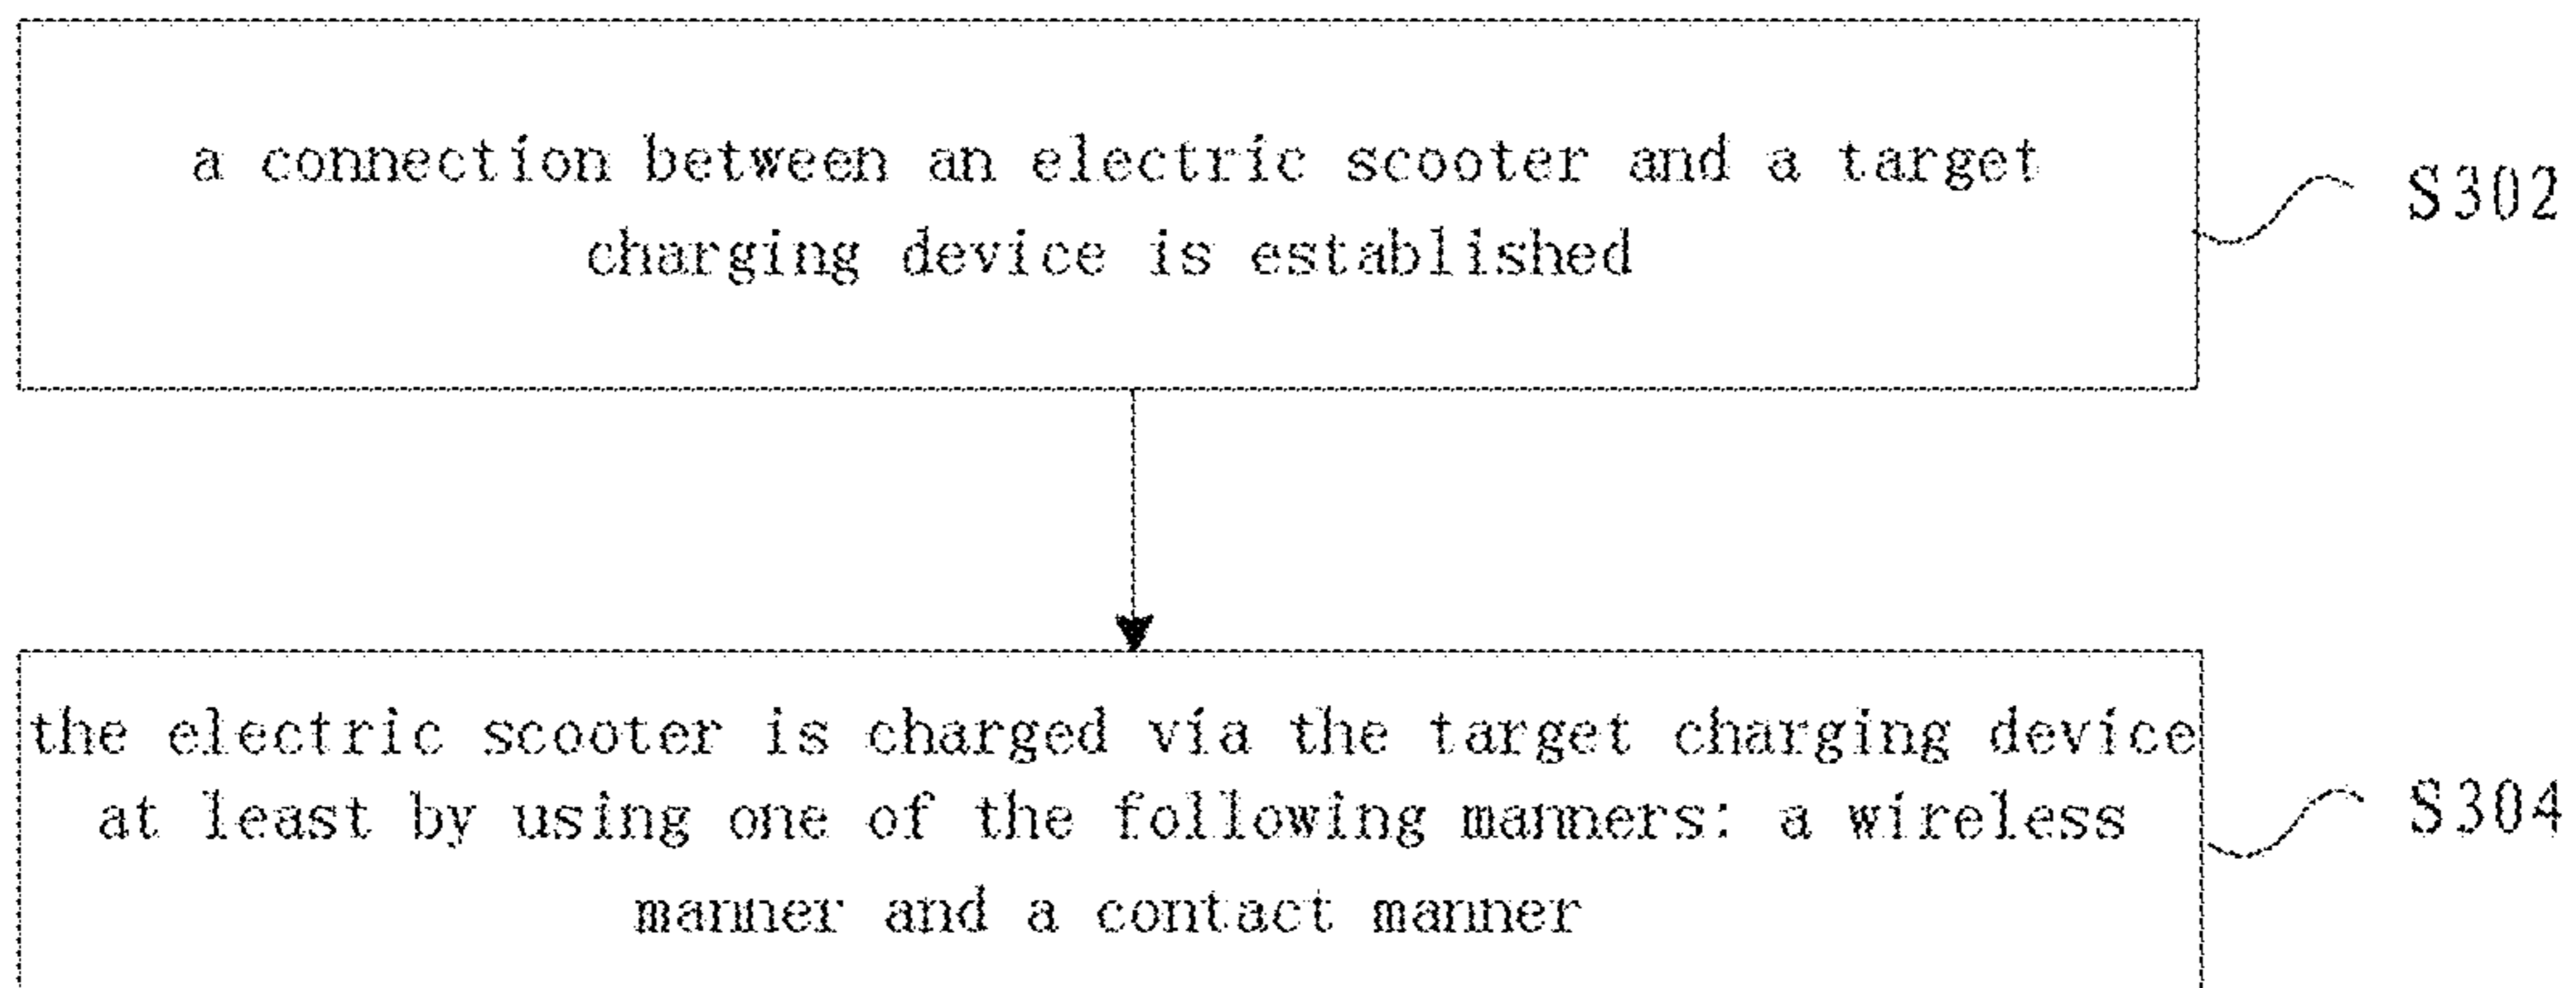 a connection between an electric scooter and a target
charging device is established
S302
the electric scooter is charged via the target charging device
at least by using one of the following manners: a wireless
manner and a contact manner
S304